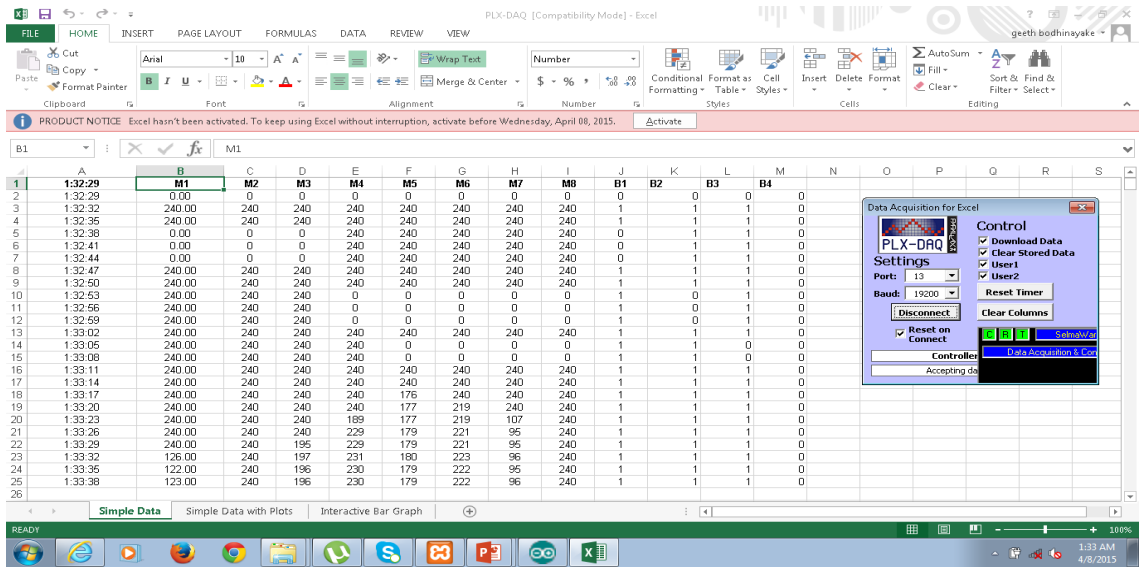 PLX-DAQ [Compatibility Mode] - Excel
FILE HOME INSERT PAGE LAYOUT FORMULAS DATA REVIEW VIEW
geeth bodhinayake
Paste
Cut
Copy
Format Painter
Clipboard
Arial 10
B I U
Font
Wrap Text
Merge & Center
Alignment
Number
$ % ,
Number
Conditional Formatting
Format as Table
Cell Styles
Styles
Insert Delete Format
Cells
AutoSum
Fill
Clear
Sort & Filter
Find & Select
Editing
PRODUCT NOTICE Excel hasn't been activated. To keep using Excel without interruption, activate before Wednesday, April 08, 2015. Activate
B1 fx M1
A B C D E F G H I J K L M N O P Q R S
1 1:32:29 M1 M2 M3 M4 M5 M6 M7 M8 B1 B2 B3 B4
2 1:32:29 0.00 0 0 0 0 0 0 0 0 0 0 0
3 1:32:32 240.00 240 240 240 240 240 240 240 1 1 1 0
4 1:32:35 240.00 240 240 240 240 240 240 240 1 1 1 0
5 1:32:38 0.00 0 0 240 240 240 240 240 0 1 1 0
6 1:32:41 0.00 0 0 240 240 240 240 240 0 1 1 0
7 1:32:44 0.00 0 0 240 240 240 240 240 0 1 1 0
8 1:32:47 240.00 240 240 240 240 240 240 240 1 1 1 0
9 1:32:50 240.00 240 240 240 240 240 240 240 1 1 1 0
10 1:32:53 240.00 240 240 0 0 0 0 0 1 0 1 0
11 1:32:56 240.00 240 240 0 0 0 0 0 1 0 1 0
12 1:32:59 240.00 240 240 0 0 0 0 0 1 0 1 0
13 1:33:02 240.00 240 240 240 240 240 240 240 1 1 1 0
14 1:33:05 240.00 240 240 240 0 0 0 0 1 1 0 0
15 1:33:08 240.00 240 240 240 0 0 0 0 1 1 0 0
16 1:33:11 240.00 240 240 240 240 240 240 240 1 1 1 0
17 1:33:14 240.00 240 240 240 240 240 240 240 1 1 1 0
18 1:33:17 240.00 240 240 240 176 240 240 240 1 1 1 0
19 1:33:20 240.00 240 240 240 177 219 240 240 1 1 1 0
20 1:33:23 240.00 240 240 189 177 219 107 240 1 1 1 0
21 1:33:26 240.00 240 240 229 179 221 95 240 1 1 1 0
22 1:33:29 240.00 240 195 229 179 221 95 240 1 1 1 0
23 1:33:32 126.00 240 197 231 180 223 96 240 1 1 1 0
24 1:33:35 122.00 240 196 230 179 222 95 240 1 1 1 0
25 1:33:38 123.00 240 196 230 179 222 96 240 1 1 1 0
26
Data Acquisition for Excel
PLX-DAQ
PARALLAX
Control
Download Data
Clear Stored Data
User1
User2
Settings
Port: 13
Baud: 19200
Reset Timer
Disconnect
Clear Columns
Reset on Connect
C R T SelmaWar
Data Acquisition & Con
Controller
Accepting da
Simple Data Simple Data with Plots Interactive Bar Graph
READY
100%
1:33 AM
4/8/2015